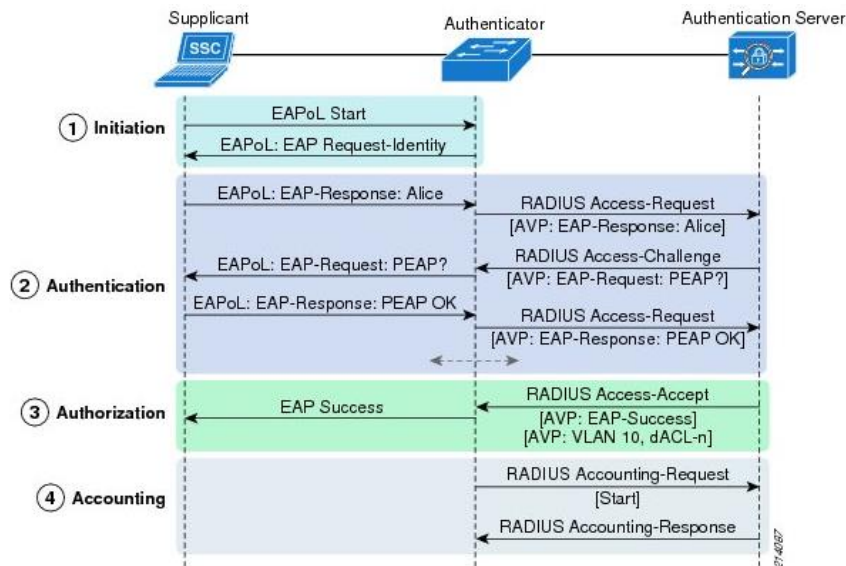 Supplicant
Authenticator
Authentication Server
SSC
1 Initiation
EAPoL Start
EAPoL: EAP Request-Identity
2 Authentication
EAPoL: EAP-Response: Alice
RADIUS Access-Request
[AVP: EAP-Response: Alice]
RADIUS Access-Challenge
EAPoL: EAP-Request: PEAP?
[AVP: EAP-Request: PEAP?]
EAPoL: EAP-Response: PEAP OK
RADIUS Access-Request
[AVP: EAP-Response: PEAP OK]
3 Authorization
RADIUS Access-Accept
EAP Success
[AVP: EAP-Success]
[AVP: VLAN 10, dACL-n]
4 Accounting
RADIUS Accounting-Request
[Start]
RADIUS Accounting-Response
214087